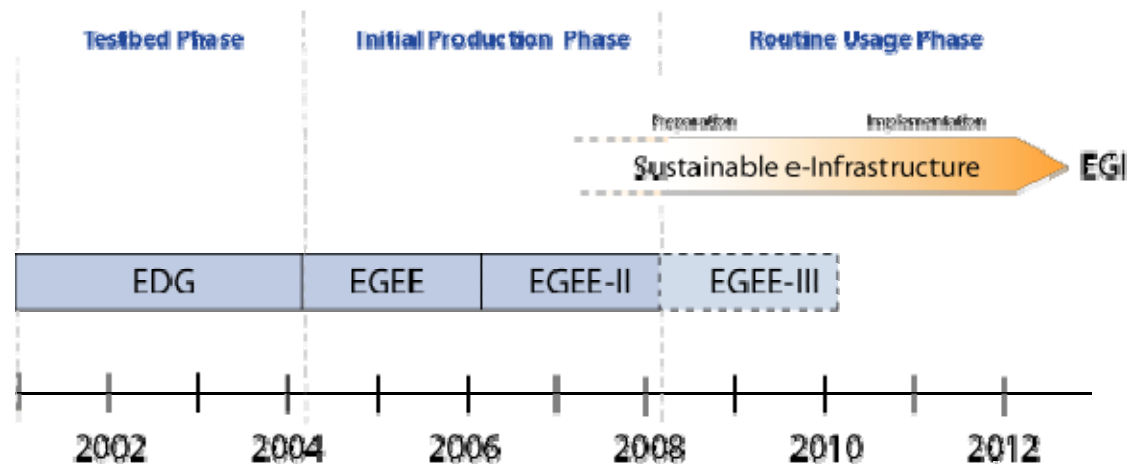 Testbed Phase Initial Production Phase Routine Usage Phase
Preparation Implementation
Sustainable e-Infrastructure EGI
EDG EGEE EGEE-II EGEE-III
2002 2004 2006 2008 2010 2012